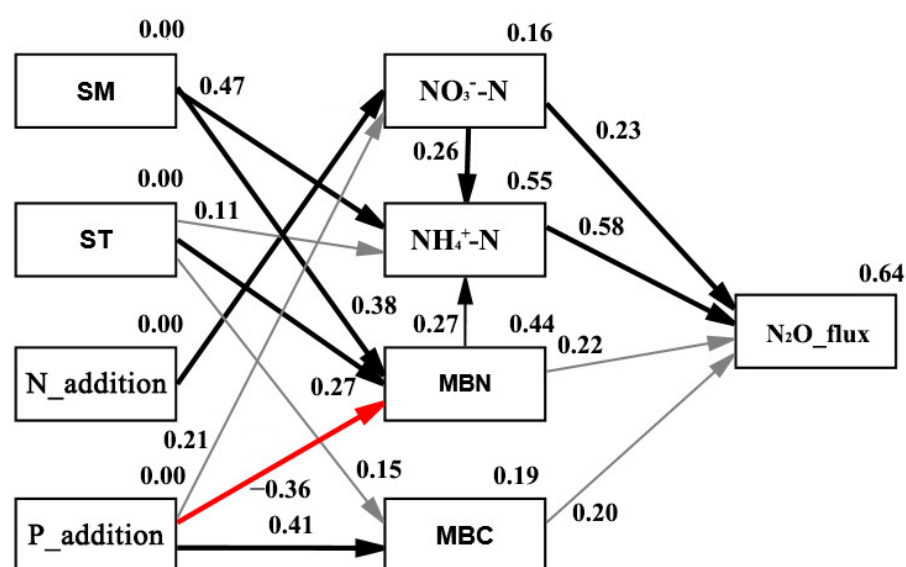 0.00
0.16
SM
0.47
NO₃⁻-N
0.23
0.26
0.00
0.55
ST
0.11
NH₄⁺-N
0.58
0.64
0.38
0.00
0.27
0.44
N₂O_flux
0.22
N_addition
0.27
MBN
0.21
0.00
0.15
0.19
−0.36
0.20
P_addition
0.41
MBC